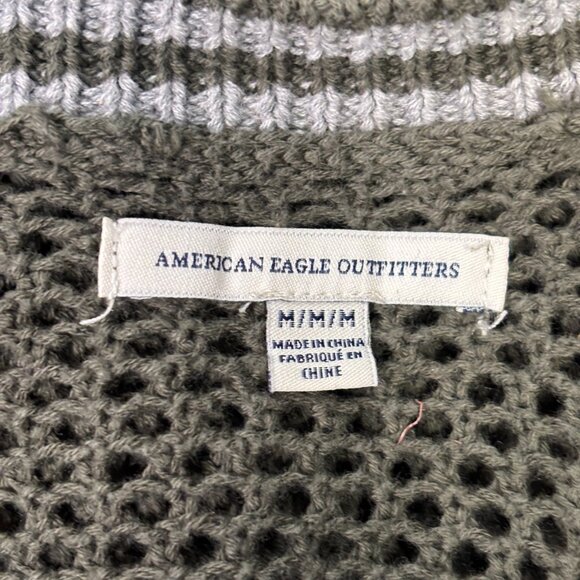 AMERICAN EAGLE OUTFITTERS
M/M/M
MADE IN CHINA
FABRIQUÉ EN
CHINE